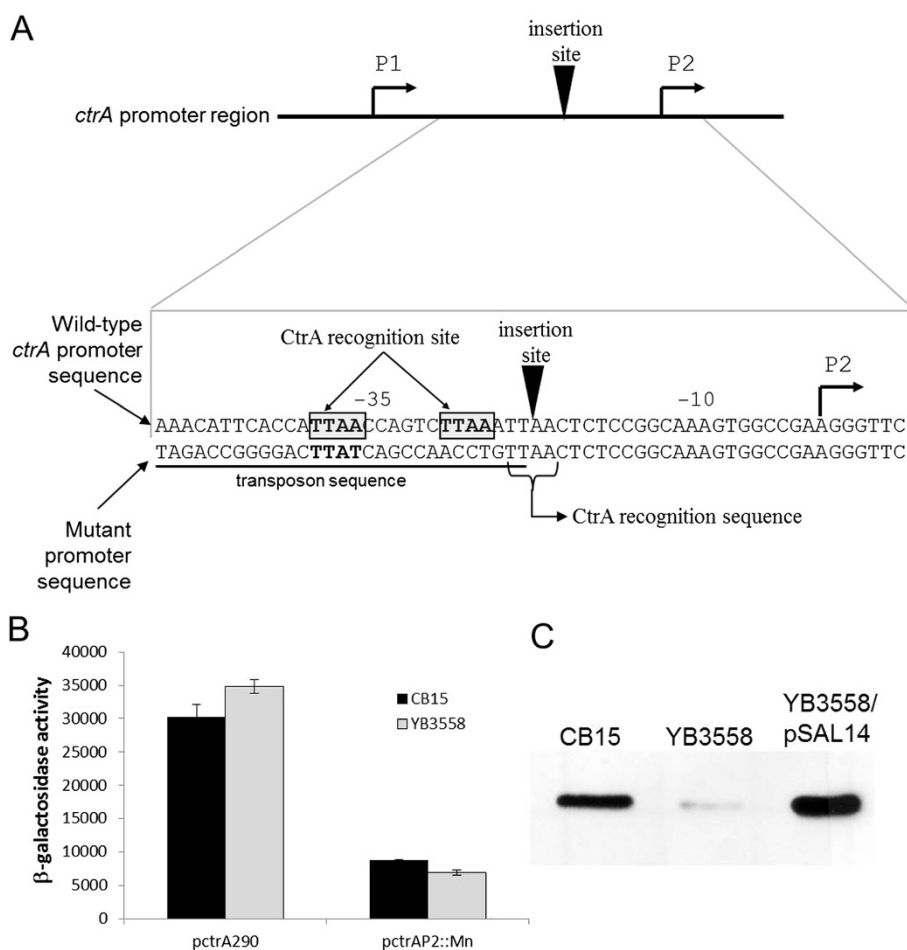 A
insertion
site
P1
P2
ctrA promoter region
Wild-type
ctrA promoter
sequence
CtrA recognition site
insertion
site
P2
−35
−10
AAACATTCACCATTAACCAGTCTTAAATTAACTCTCCGGCAAAGTGGCCGAAGGGTTC
TAGACCGGGGACTTATCAGCCAACCTGTTAACTCTCCGGCAAAGTGGCCGAAGGGTTC
transposon sequence
CtrA recognition sequence
Mutant
promoter
sequence
B
β-galactosidase activity
40000
35000
30000
25000
20000
15000
10000
5000
0
CB15
YB3558
pctrA290
pctrAP2::Mn
C
CB15
YB3558
YB3558/
pSAL14